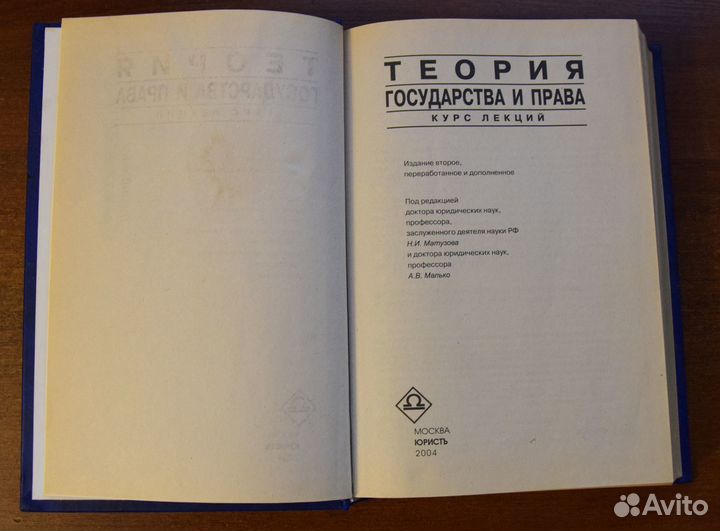 ТЕОРИЯ
ГОСУДАРСТВА И ПРАВА
КУРС ЛЕКЦИЙ
Издание второе,
переработанное и дополненное
Под редакцией
доктора юридических наук,
профессора,
заслуженного деятеля науки РФ
Н.И. Матузова
и доктора юридических наук,
профессора
А.В. Малько
МОСКВА
ЮРИСТЪ
2004
Avito